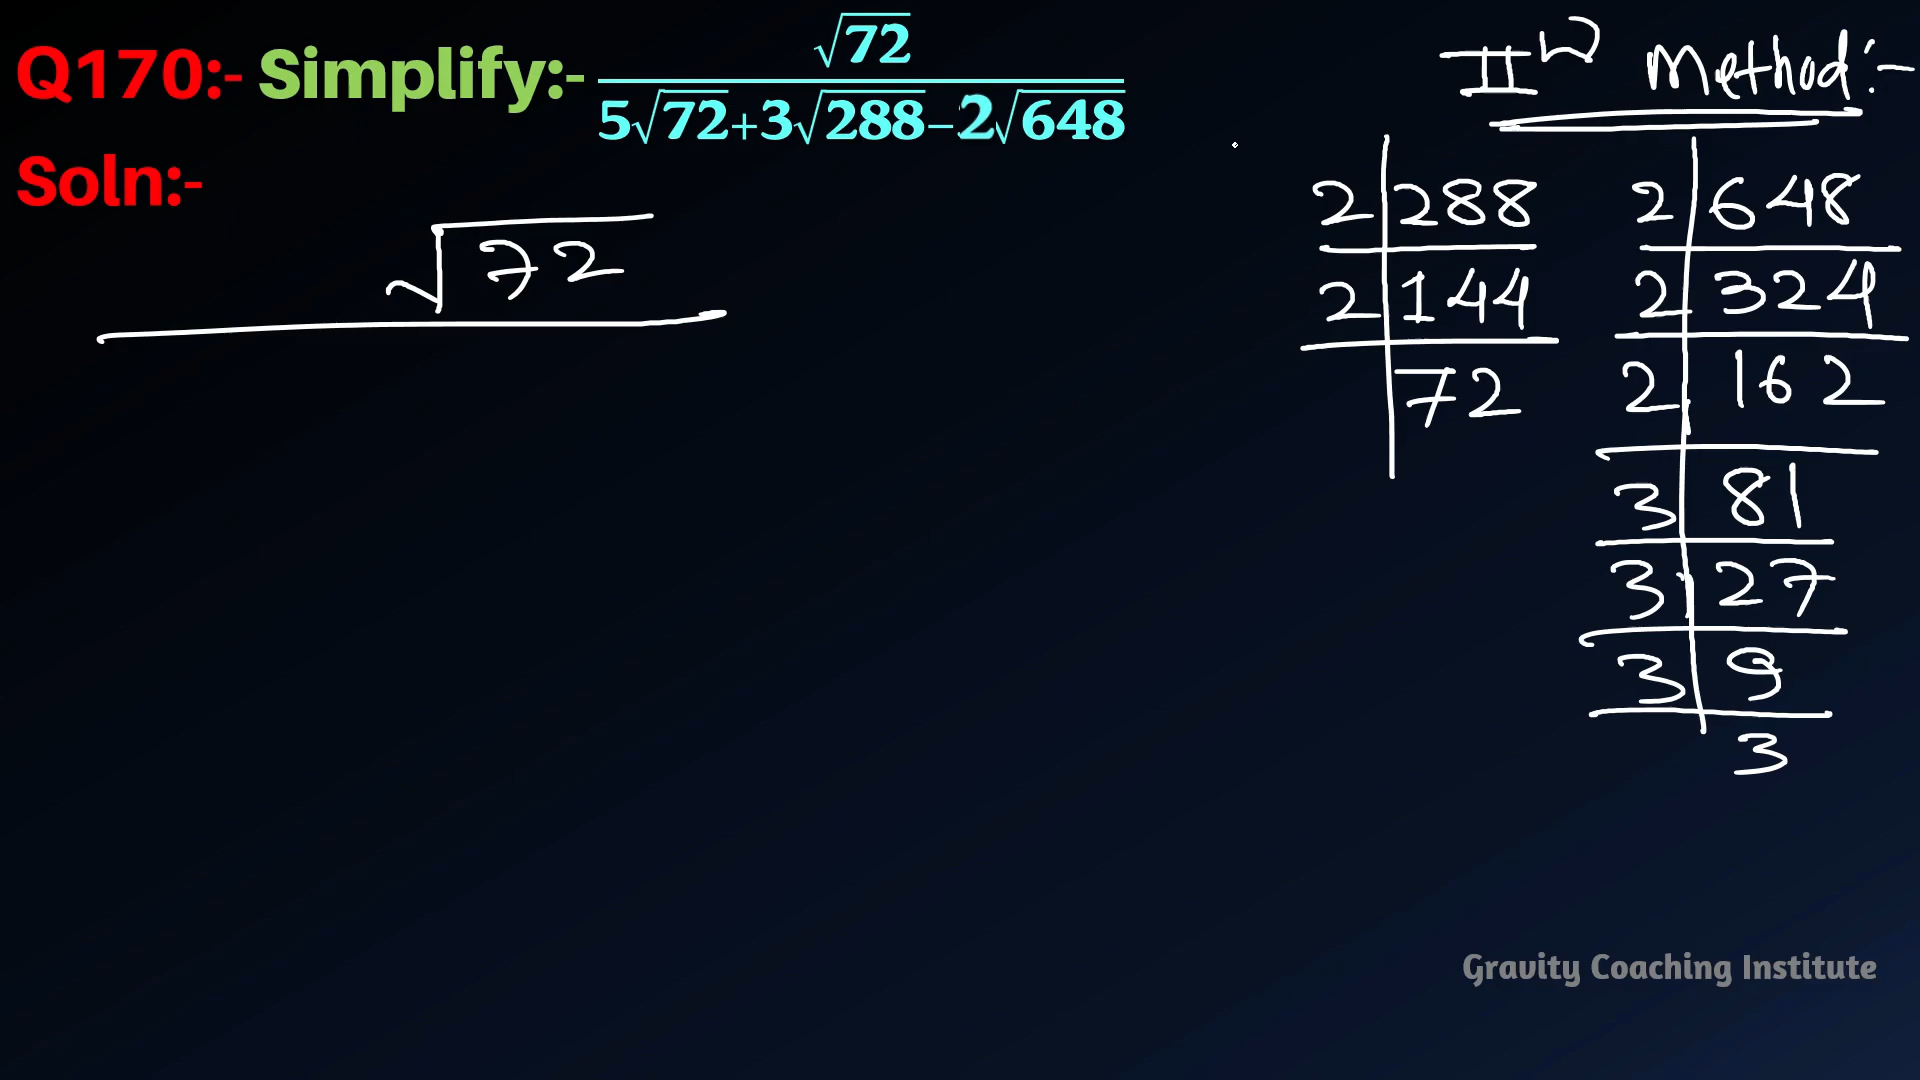 Q170:- Simplify:- √72 / 5√72+3√288-2√648
Soln:-
√72
IInd Method:-
2 | 288
2 | 144
72
2 | 648
2 | 324
2 | 162
3 | 81
3 | 27
3 | 9
3
Gravity Coaching Institute